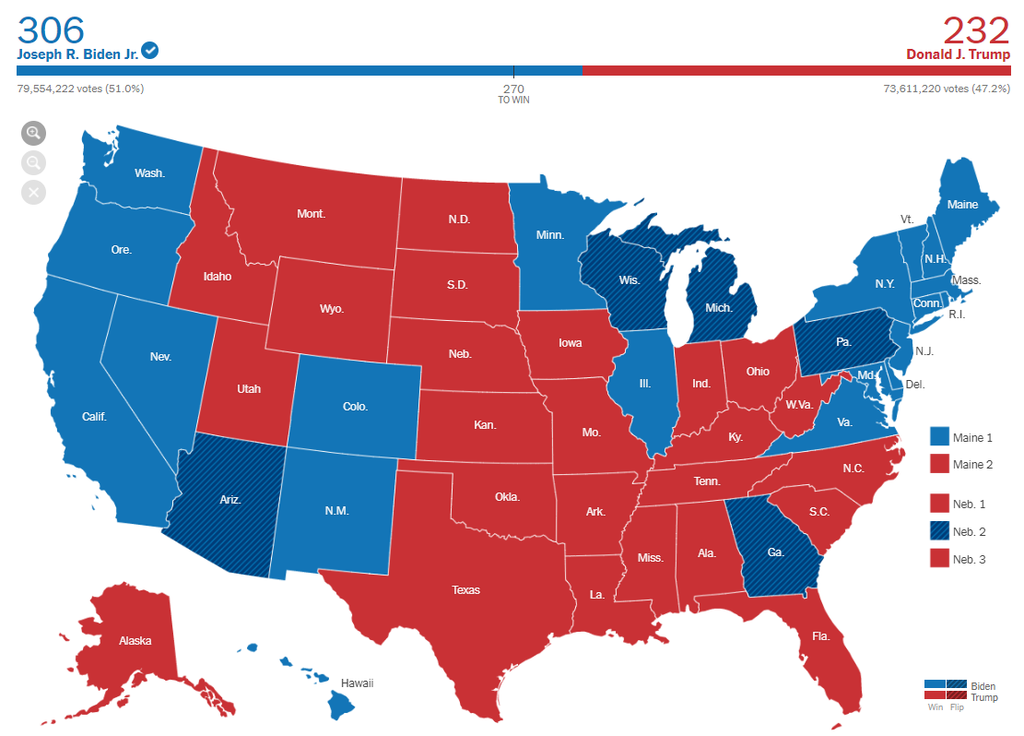 306
232
Joseph R. Biden Jr.
Donald J. Trump
79,554,222 votes (51.0%)
270
TO WIN
73,611,220 votes (47.2%)
Wash.
Ore.
Idaho
Mont.
N.D.
Minn.
S.D.
Wyo.
Wis.
Mich.
Vt.
Maine
N.H.
N.Y.
Mass.
Conn.
R.I.
Nev.
Utah
Colo.
Neb.
Iowa
Ill.
Ind.
Ohio
Pa.
N.J.
Md.
Del.
Calif.
Kan.
Mo.
Ky.
W.Va.
Va.
Ariz.
N.M.
Okla.
Ark.
Tenn.
N.C.
S.C.
Texas
La.
Miss.
Ala.
Ga.
Fla.
Alaska
Hawaii
Maine 1
Maine 2
Neb. 1
Neb. 2
Neb. 3
Biden
Trump
Win Flip